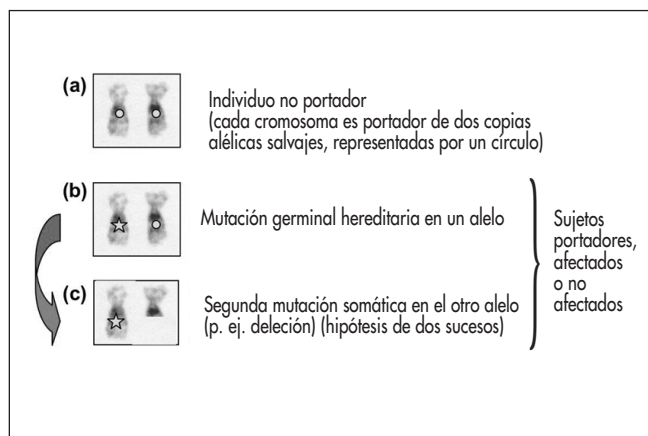 (a)
Individuo no portador
(cada cromosoma es portador de dos copias
alélicas salvajes, representadas por un círculo)
(b)
Mutación germinal hereditaria en un alelo
(c)
Segunda mutación somática en el otro alelo
(p. ej. deleción) (hipótesis de dos sucesos)
Sujetos
portadores,
afectados
o no
afectados